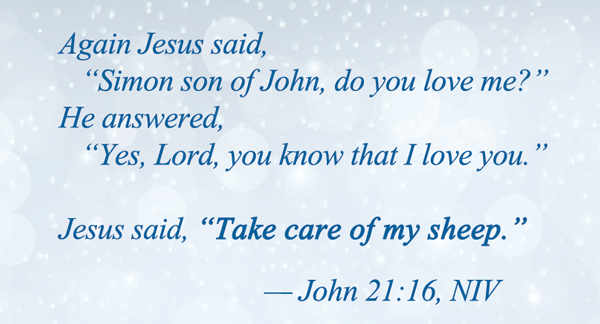 Again Jesus said,
“Simon son of John, do you love me?”
He answered,
“Yes, Lord, you know that I love you.”
Jesus said, “Take care of my sheep.”
— John 21:16, NIV